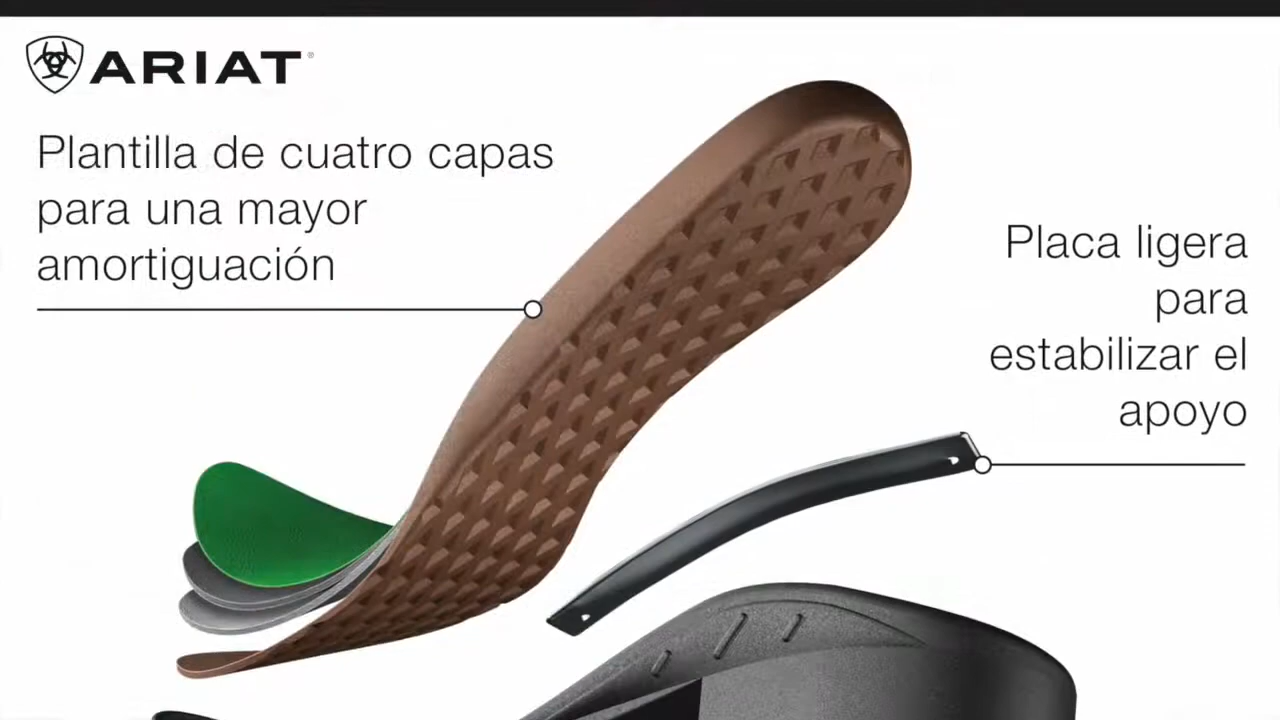 ARIAT®
Plantilla de cuatro capas
para una mayor
amortiguación
Placa ligera
para
estabilizar el
apoyo